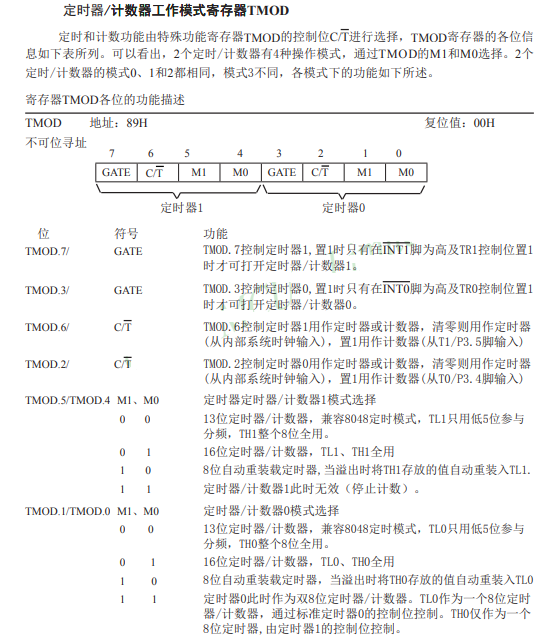 定时器/计数器工作模式寄存器TMOD
定时和计数功能由特殊功能寄存器TMOD的控制位C/T̅进行选择，TMOD寄存器的各位信
息如下表所列。可以看出，2个定时/计数器有4种操作模式，通过TMOD的M1和M0选择。2个
定时/计数器的模式0、1和2都相同，模式3不同，各模式下的功能如下所述。
寄存器TMOD各位的功能描述
TMOD 地址：89H 复位值：00H
不可位寻址
7 6 5 4 3 2 1 0
GATE C/T̅ M1 M0 GATE C/T̅ M1 M0
定时器1 定时器0
位 符号 功能
TMOD.7/ GATE TMOD.7控制定时器1,置1时只有在I̅N̅T̅1̅脚为高及TR1控制位置1
时才可打开定时器/计数器1。
TMOD.3/ GATE TMOD.3控制定时器0,置1时只有在I̅N̅T̅0̅脚为高及TR0控制位置1
时才可打开定时器/计数器0。
TMOD.6/ C/T̅ TMOD.6控制定时器1用作定时器或计数器，清零则用作定时器
(从内部系统时钟输入)，置1用作计数器(从T1/P3.5脚输入)
TMOD.2/ C/T̅ TMOD.2控制定时器0用作定时器或计数器，清零则用作定时器
(从内部系统时钟输入)，置1用作计数器(从T0/P3.4脚输入)
TMOD.5/TMOD.4 M1、M0 定时器定时器/计数器1模式选择
0 0 13位定时器/计数器，兼容8048定时模式，TL1只用低5位参与
分频，TH1整个8位全用。
0 1 16位定时器/计数器，TL1、TH1全用
1 0 8位自动重装载定时器,当溢出时将TH1存放的值自动重装入TL1.
1 1 定时器/计数器1此时无效（停止计数）。
TMOD.1/TMOD.0 M1、M0 定时器/计数器0模式选择
0 0 13位定时器/计数器，兼容8048定时模式，TL0只用低5位参与
分频，TH0整个8位全用。
0 1 16位定时器/计数器，TL0、TH0全用
1 0 8位自动重装载定时器，当溢出时将TH0存放的值自动重装入TL0
1 1 定时器0此时作为双8位定时器/计数器。TL0作为一个8位定时
器/计数器，通过标准定时器0的控制位控制。TH0仅作为一个
8位定时器,由定时器1的控制位控制。